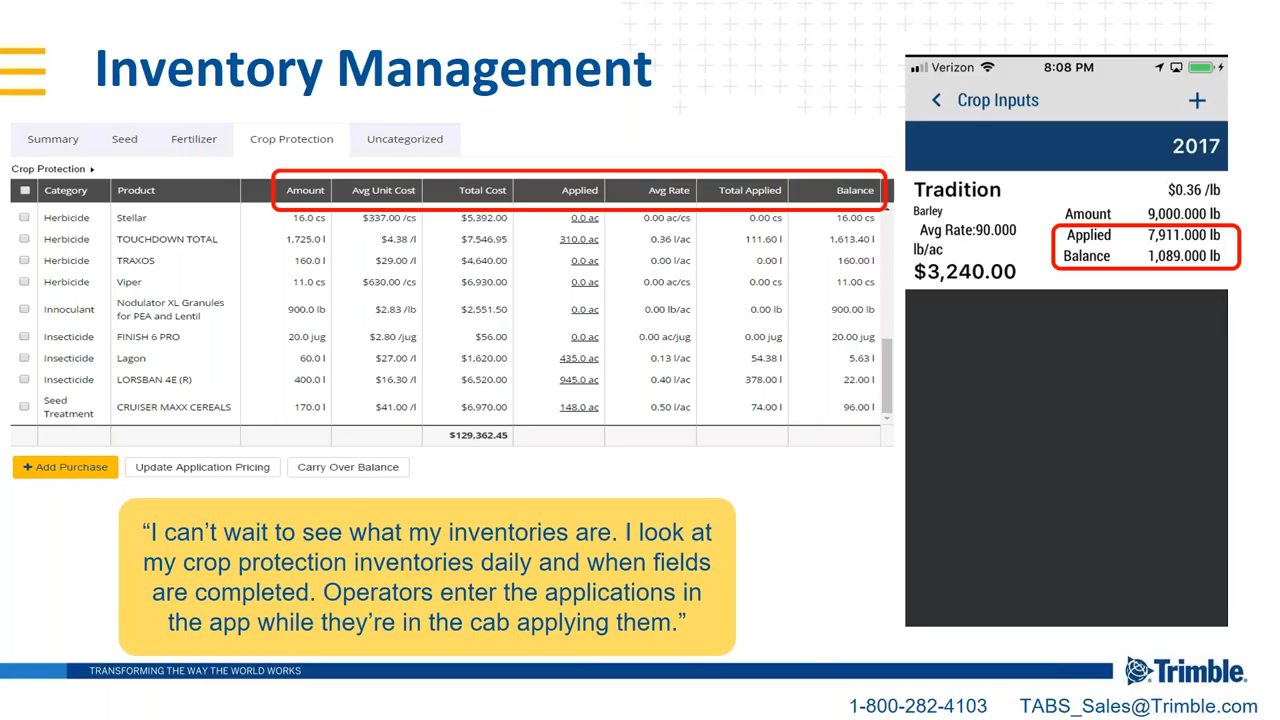 Inventory Management
Summary Seed Fertilizer Crop Protection Uncategorized
Crop Protection
Category Product Amount Avg Unit Cost Total Cost Applied Avg Rate Total Applied Balance
Herbicide Stellar 16.0 cs $337.00 /cs $5,392.00 0.0 ac 0.00 ac/cs 0.00 cs 16.00 cs
Herbicide TOUCHDOWN TOTAL 1,725.0 l $4.38 /l $7,546.95 310.0 ac 0.36 l/ac 111.60 l 1,613.40 l
Herbicide TRAXOS 160.0 l $29.00 /l $4,640.00 0.0 ac 0.00 l/ac 0.00 l 160.00 l
Herbicide Viper 11.0 cs $630.00 /cs $6,930.00 0.0 ac 0.00 ac/cs 0.00 cs 11.00 cs
Innoculant Nodulator XL Granules for PEA and Lentil 900.0 lb $2.83 /lb $2,551.50 0.0 ac 0.00 lb/ac 0.00 lb 900.00 lb
Insecticide FINISH 6 PRO 20.0 jug $2.80 /jug $56.00 0.0 ac 0.00 ac/jug 0.00 jug 20.00 jug
Insecticide Lagon 60.0 l $27.00 /l $1,620.00 435.0 ac 0.13 l/ac 54.38 l 5.63 l
Insecticide LORSBAN 4E (R) 400.0 l $16.30 /l $6,520.00 945.0 ac 0.40 l/ac 378.00 l 22.00 l
Seed Treatment CRUISER MAXX CEREALS 170.0 l $41.00 /l $6,970.00 148.0 ac 0.50 l/ac 74.00 l 96.00 l
$129,362.45
+ Add Purchase Update Application Pricing Carry Over Balance
“I can’t wait to see what my inventories are. I look at
my crop protection inventories daily and when fields
are completed. Operators enter the applications in
the app while they’re in the cab applying them.”
Verizon 8:08 PM
Crop Inputs +
2017
Tradition $0.36 /lb
Barley Amount 9,000.000 lb
Avg Rate:90.000 Applied 7,911.000 lb
lb/ac Balance 1,089.000 lb
$3,240.00
TRANSFORMING THE WAY THE WORLD WORKS
Trimble.
1-800-282-4103 TABS_Sales@Trimble.com